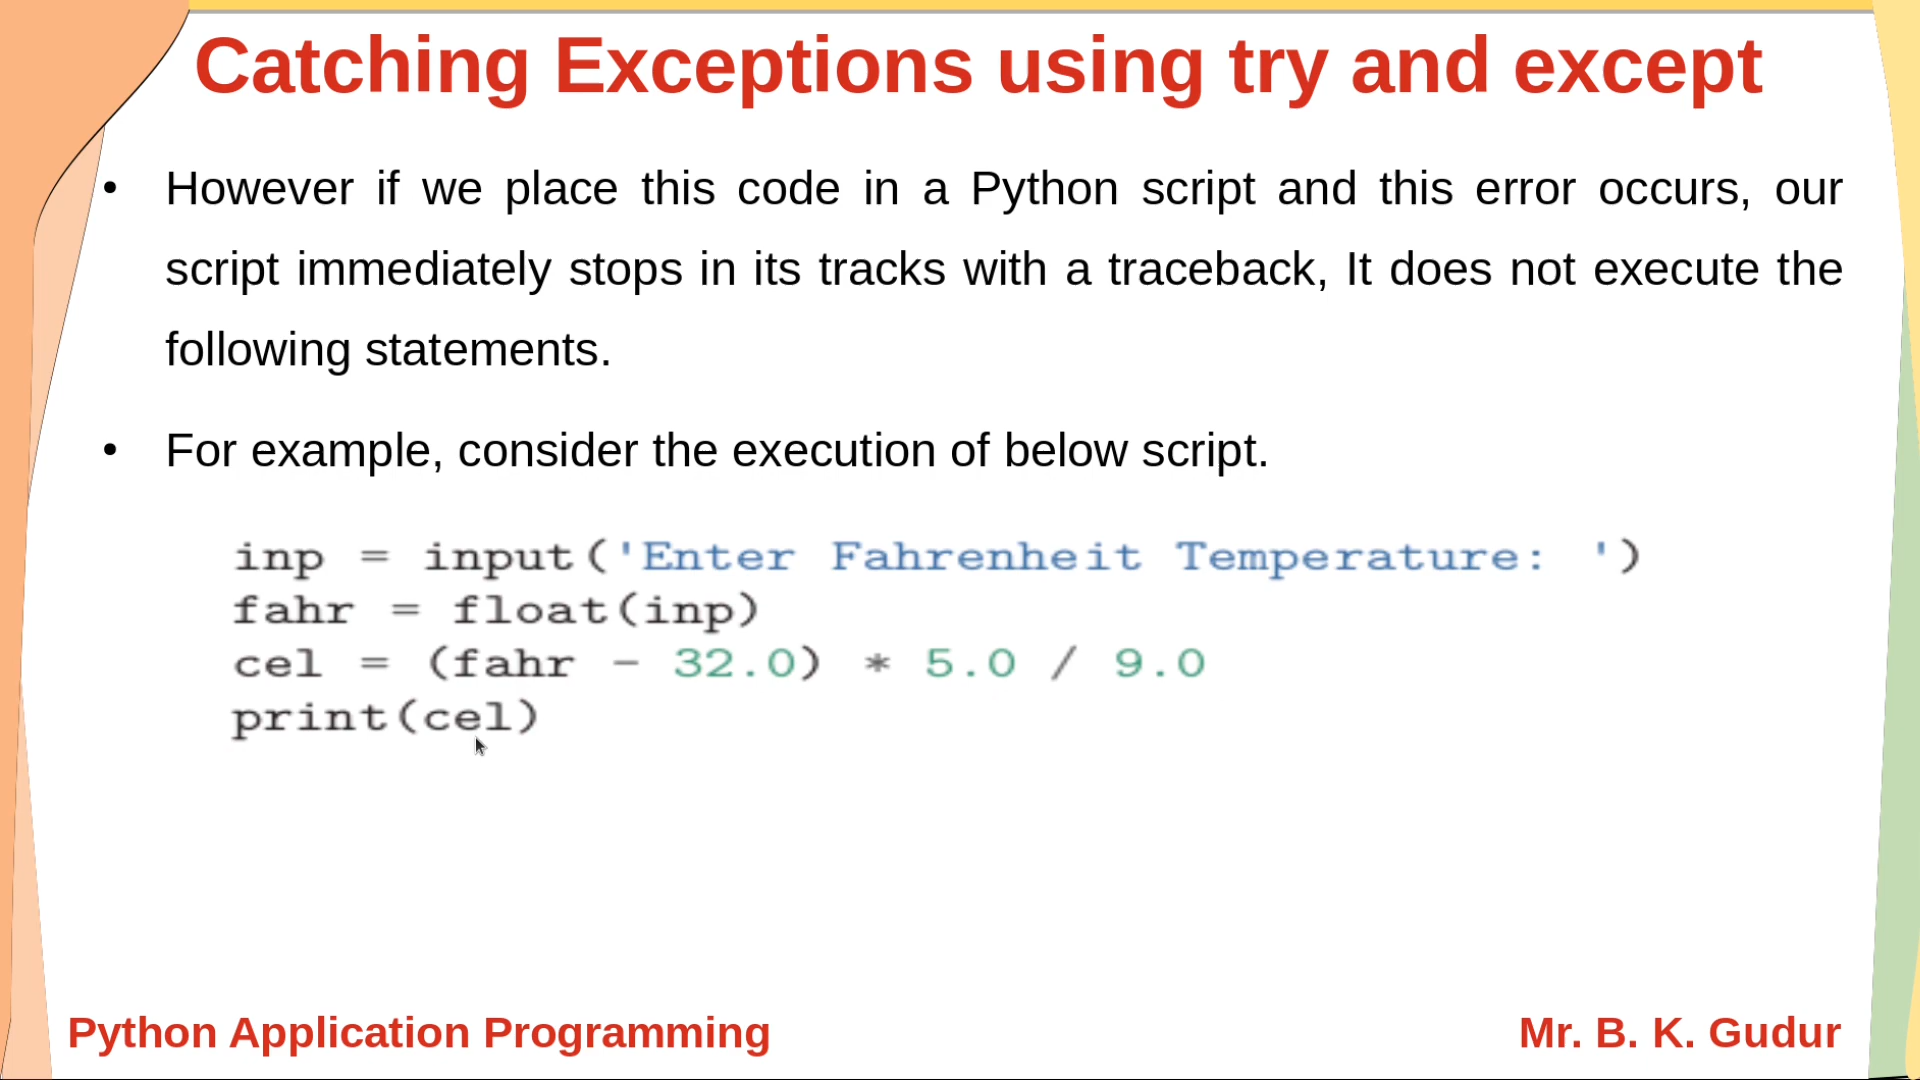 Catching Exceptions using try and except
• However if we place this code in a Python script and this error occurs, our
script immediately stops in its tracks with a traceback, It does not execute the
following statements.
• For example, consider the execution of below script.
inp = input('Enter Fahrenheit Temperature: ')
fahr = float(inp)
cel = (fahr - 32.0) * 5.0 / 9.0
print(cel)
Python Application Programming
Mr. B. K. Gudur